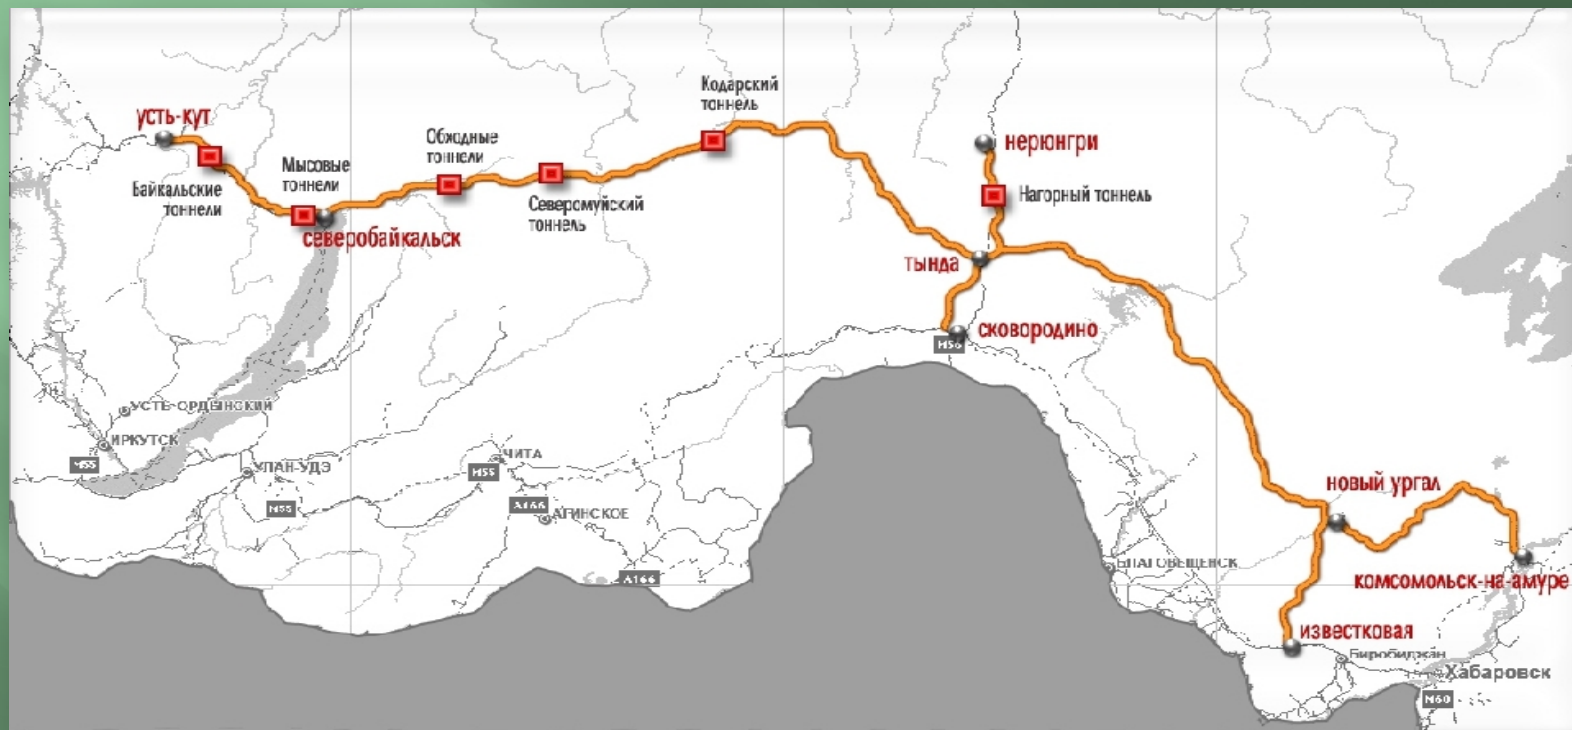 Кодарский
тоннель
усть-кут
Обходные
тоннели
нерюнгри
Мысовые
тоннели
Байкальские
тоннели
Нагорный тоннель
Северомуйский
тоннель
северобайкальск
тында
сковородино
М56
УСТЬ-ОРДЫНСКИЙ
ИРКУТСК
М55
УЛАН-УДЭ
ЧИТА
М55
М55
А166
АГИНСКОЕ
новый ургал
БЛАГОВЕЩЕНСК
А166
комсомольск-на-амуре
известковая
Биробиджан
Хабаровск
М60